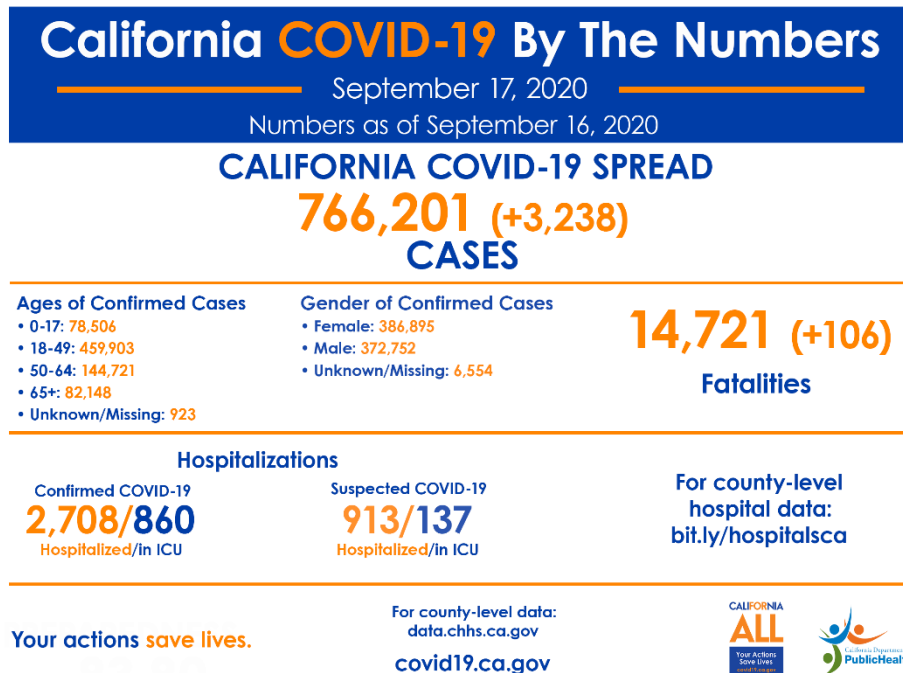 California COVID-19 By The Numbers
September 17, 2020
Numbers as of September 16, 2020
CALIFORNIA COVID-19 SPREAD
766,201 (+3,238)
CASES
Ages of Confirmed Cases
• 0-17: 78,506
• 18-49: 459,903
• 50-64: 144,721
• 65+: 82,148
• Unknown/Missing: 923
Gender of Confirmed Cases
• Female: 386,895
• Male: 372,752
• Unknown/Missing: 6,554
14,721 (+106)
Fatalities
Hospitalizations
Confirmed COVID-19
2,708/860
Hospitalized/in ICU
Suspected COVID-19
913/137
Hospitalized/in ICU
For county-level
hospital data:
bit.ly/hospitalsca
Your actions save lives.
For county-level data:
data.chhs.ca.gov
covid19.ca.gov
CALIFORNIA
ALL
Your Actions
Save Lives
covid19.ca.gov
California
PublicHeal